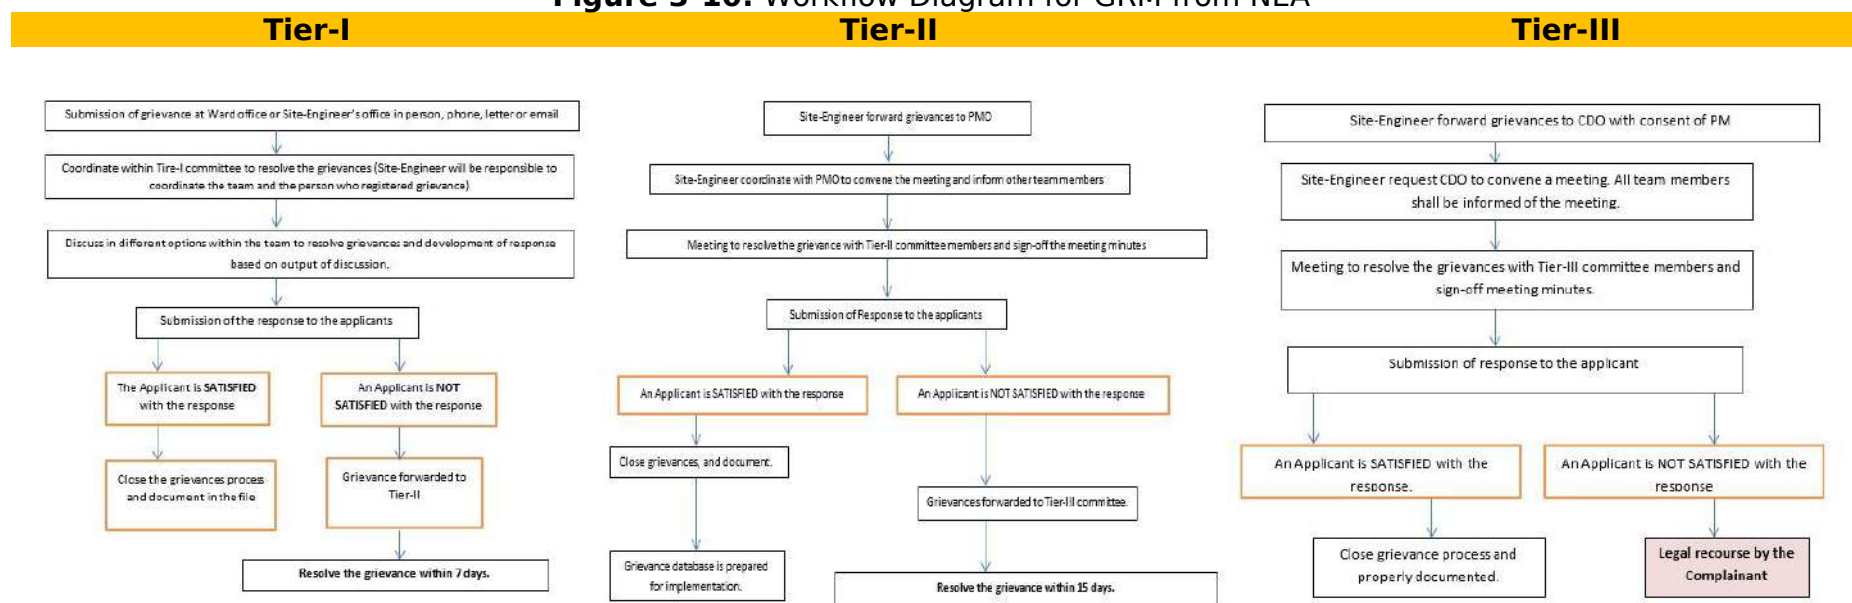 Figure 3-10: Workflow Diagram for GRM from NEA
Tier-I
Tier-II
Tier-III
Submission of grievance at Ward office or Site-Engineer's office in person, phone, letter or email
Coordinate within Tire-I committee to resolve the grievances (Site-Engineer will be responsible to
coordinate the team and the person who registered grievance)
Discuss in different options within the team to resolve grievances and development of response
based on output of discussion.
Submission of the response to the applicants
The Applicant is SATISFIED
with the response
An Applicant is NOT
SATISFIED with the response
Close the grievances process
and document in the file
Grievance forwarded to
Tier-II
Resolve the grievance within 7 days.
Site-Engineer forward grievances to PMO
Site-Engineer coordinate with PMO to convene the meeting and inform other team members
Meeting to resolve the grievance with Tier-II committee members and sign-off the meeting minutes
Submission of Response to the applicants
An Applicant is SATISFIED with the response
An Applicant is NOT SATISFIED with the response
Close grievances, and document.
Grievances forwarded to Tier-III committee.
Grievance database is prepared
for implementation.
Resolve the grievance within 15 days.
Site-Engineer forward grievances to CDO with consent of PM
Site-Engineer request CDO to convene a meeting. All team members
shall be informed of the meeting.
Meeting to resolve the grievances with Tier-III committee members and
sign-off meeting minutes.
Submission of response to the applicant
An Applicant is SATISFIED with the
response.
An Applicant is NOT SATISFIED with the
response
Close grievance process and
properly documented.
Legal recourse by the
Complainant